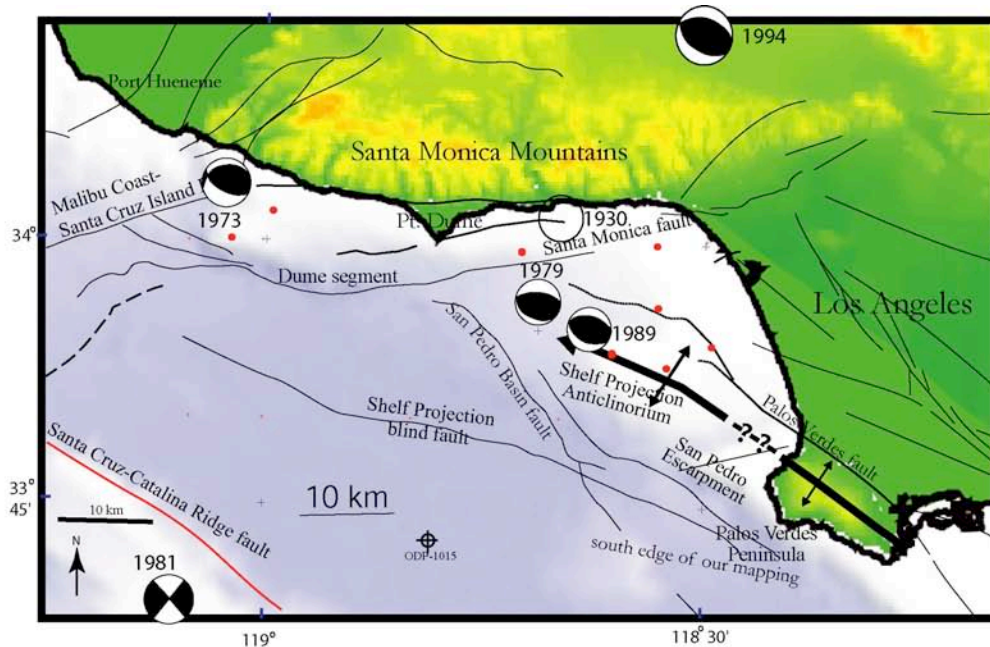 1994
Port Hueneme
Santa Monica Mountains
Malibu Coast-
Santa Cruz Island
1973
Pt. Dume
1930
Santa Monica fault
34°
Dume segment
1979
Los Angeles
1989
San Pedro Basin fault
Shelf Projection
Anticlinorium
Shelf Projection
blind fault
Palos Verdes fault
?-?-
San Pedro
Escarpment
Santa Cruz-Catalina Ridge fault
33°
45'
10 km
10 km
N
ODP-1015
Palos Verdes
Peninsula
south edge of our mapping
1981
119°
118° 30'